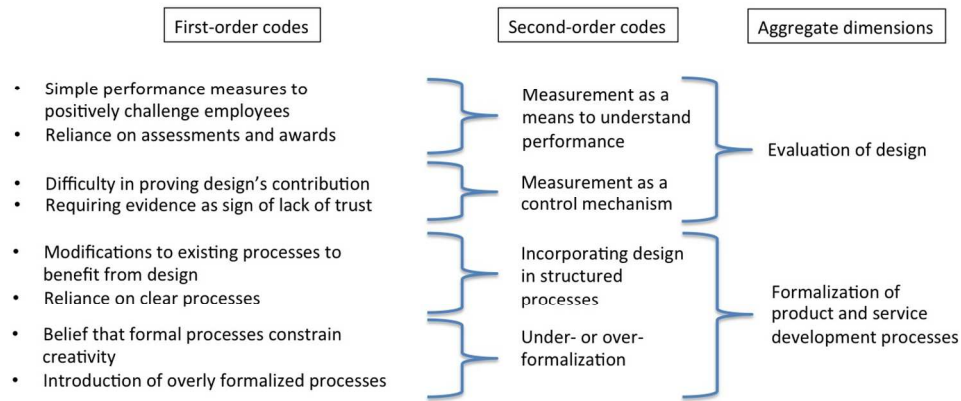 First-order codes
Second-order codes
Aggregate dimensions
• Simple performance measures to
positively challenge employees
• Reliance on assessments and awards
Measurement as a
means to understand
performance
Evaluation of design
• Difficulty in proving design's contribution
• Requiring evidence as sign of lack of trust
Measurement as a
control mechanism
• Modifications to existing processes to
benefit from design
• Reliance on clear processes
Incorporating design
in structured
processes
Formalization of
product and service
development processes
• Belief that formal processes constrain
creativity
• Introduction of overly formalized processes
Under- or over-
formalization